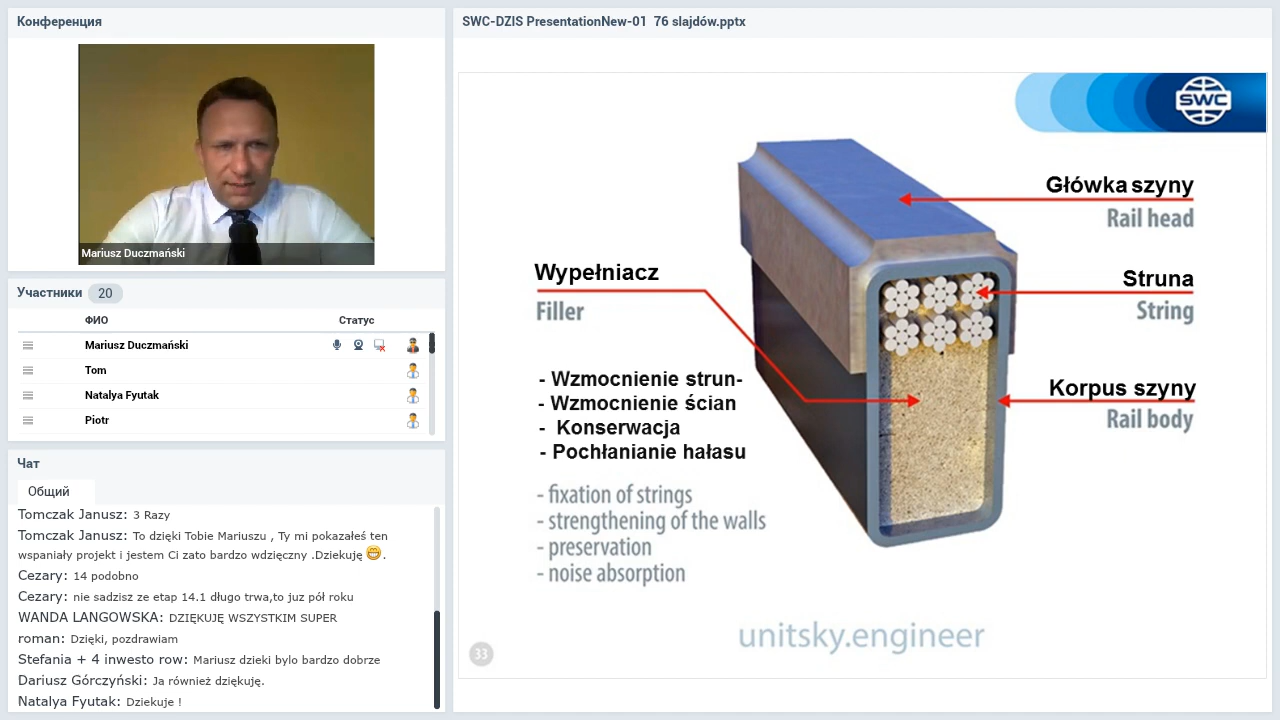 Конференция
Mariusz Duczmański
Участники 20
ФИО Статус
Mariusz Duczmański
Tom
Natalya Fyutak
Piotr
Чат
Общий
Tomczak Janusz: 3 Razy
Tomczak Janusz: To dzięki Tobie Mariuszu , Ty mi pokazałeś ten
wspaniały projekt i jestem Ci zato bardzo wdzięczny .Dziekuję 😁.
Cezary: 14 podobno
Cezary: nie sadzisz ze etap 14.1 długo trwa,to juz pół roku
WANDA LANGOWSKA: DZIĘKUJĘ WSZYSTKIM SUPER
roman: Dzięki, pozdrawiam
Stefania + 4 inwesto row: Mariusz dzieki bylo bardzo dobrze
Dariusz Górczyński: Ja również dziękuję.
Natalya Fyutak: Dziekuje !
SWC-DZIS PresentationNew-01 76 slajdów.pptx
SWC
Główka szyny
Rail head
Wypełniacz
Filler
Struna
String
Korpus szyny
Rail body
- Wzmocnienie strun-
- Wzmocnienie ścian
- Konserwacja
- Pochłanianie hałasu
- fixation of strings
- strengthening of the walls
- preservation
- noise absorption
unitsky.engineer
33